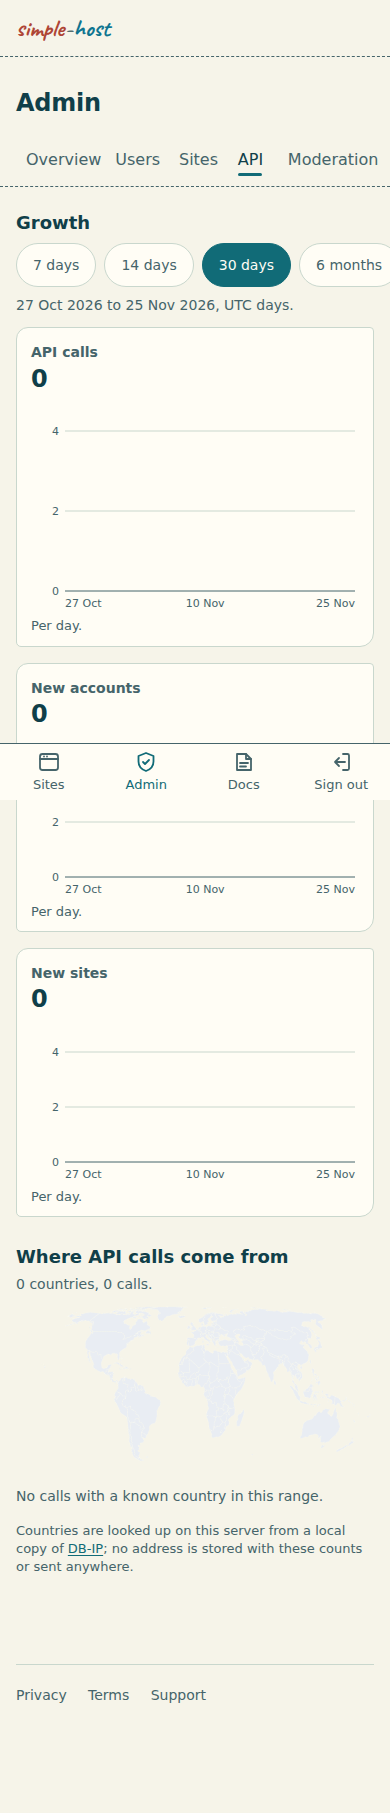 simple-host
Admin
Overview Users Sites API Moderation
Growth
7 days 14 days 30 days 6 months
27 Oct 2026 to 25 Nov 2026, UTC days.
API calls
0
4
2
0
27 Oct 10 Nov 25 Nov
Per day.
New accounts
0
Sites Admin Docs Sign out
2
0
27 Oct 10 Nov 25 Nov
Per day.
New sites
0
4
2
0
27 Oct 10 Nov 25 Nov
Per day.
Where API calls come from
0 countries, 0 calls.
No calls with a known country in this range.
Countries are looked up on this server from a local
copy of DB-IP; no address is stored with these counts
or sent anywhere.
Privacy Terms Support